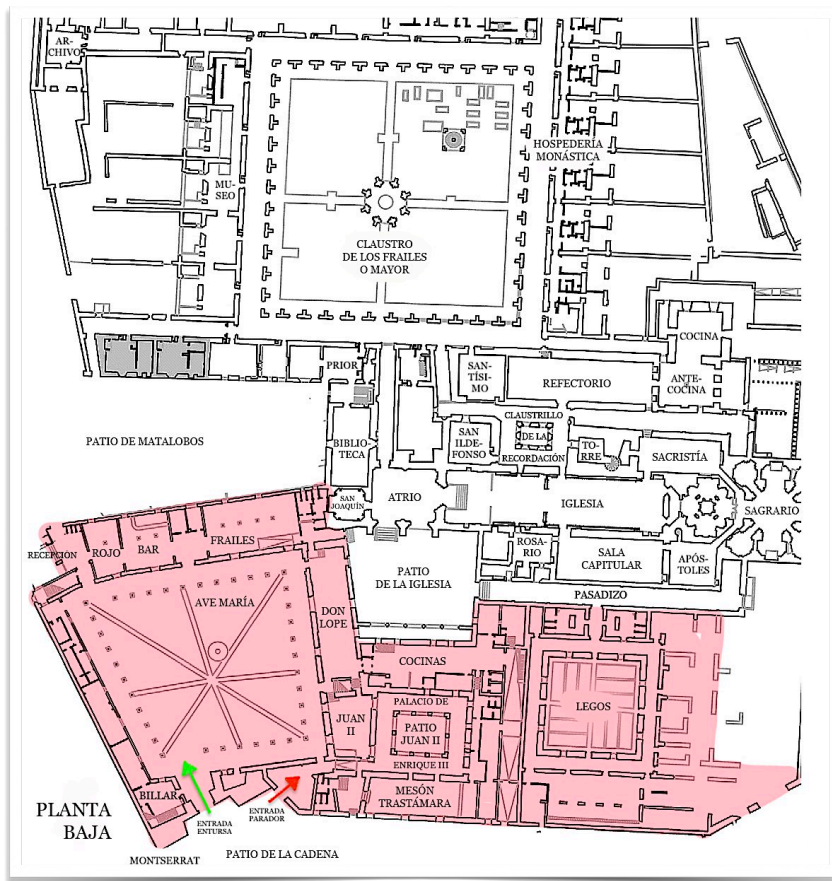 AR-
CHIVO
HOSPEDERÍA
MONÁSTICA
MU-
SEO
CLAUSTRO
DE LOS FRAILES
O MAYOR
COCINA
PRIOR
SAN-
TÍSI-
MO
REFECTORIO
ANTE-
COCINA
PATIO DE MATALOBOS
BIBLIO-
TECA
SAN
ILDE-
FONSO
CLAUSTRILLO
DE LA
RECORDACIÓN
TO-
RRE
SACRISTÍA
SAN
JOAQUÍN
ATRIO
IGLESIA
SAGRARIO
RECEPCIÓN
ROJO
BAR
FRAILES
PATIO
DE LA IGLESIA
ROSA-
RIO
SALA
CAPITULAR
APÓS-
TOLES
PASADIZO
AVE MARÍA
DON
LOPE
COCINAS
LEGOS
JUAN
II
PALACIO DE
PATIO
JUAN II
ENRIQUE III
MESÓN
TRASTÁMARA
BILLAR
ENTRADA
ENTURSA
ENTRADA
PARADOR
PLANTA
BAJA
MONTSERRAT
PATIO DE LA CADENA